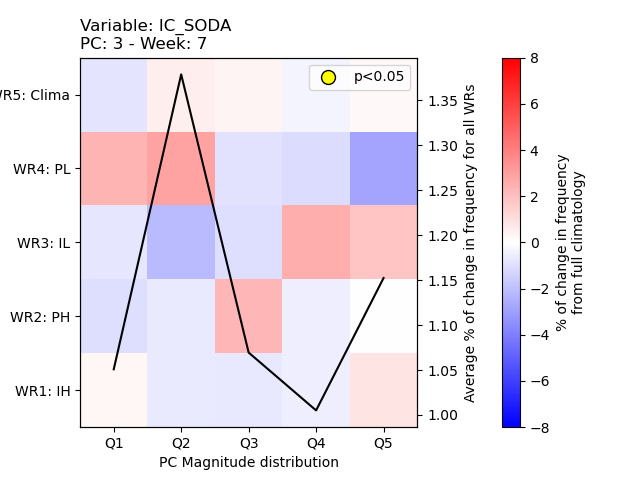 Variable: IC_SODA
PC: 3 - Week: 7
p<0.05
WR5: Clima
WR4: PL
WR3: IL
WR2: PH
WR1: IH
Q1 Q2 Q3 Q4 Q5
PC Magnitude distribution
1.35
1.30
1.25
1.20
1.15
1.10
1.05
1.00
Average % of change in frequency for all WRs
8
6
4
2
0
−2
−4
−6
−8
% of change in frequency
from full climatology